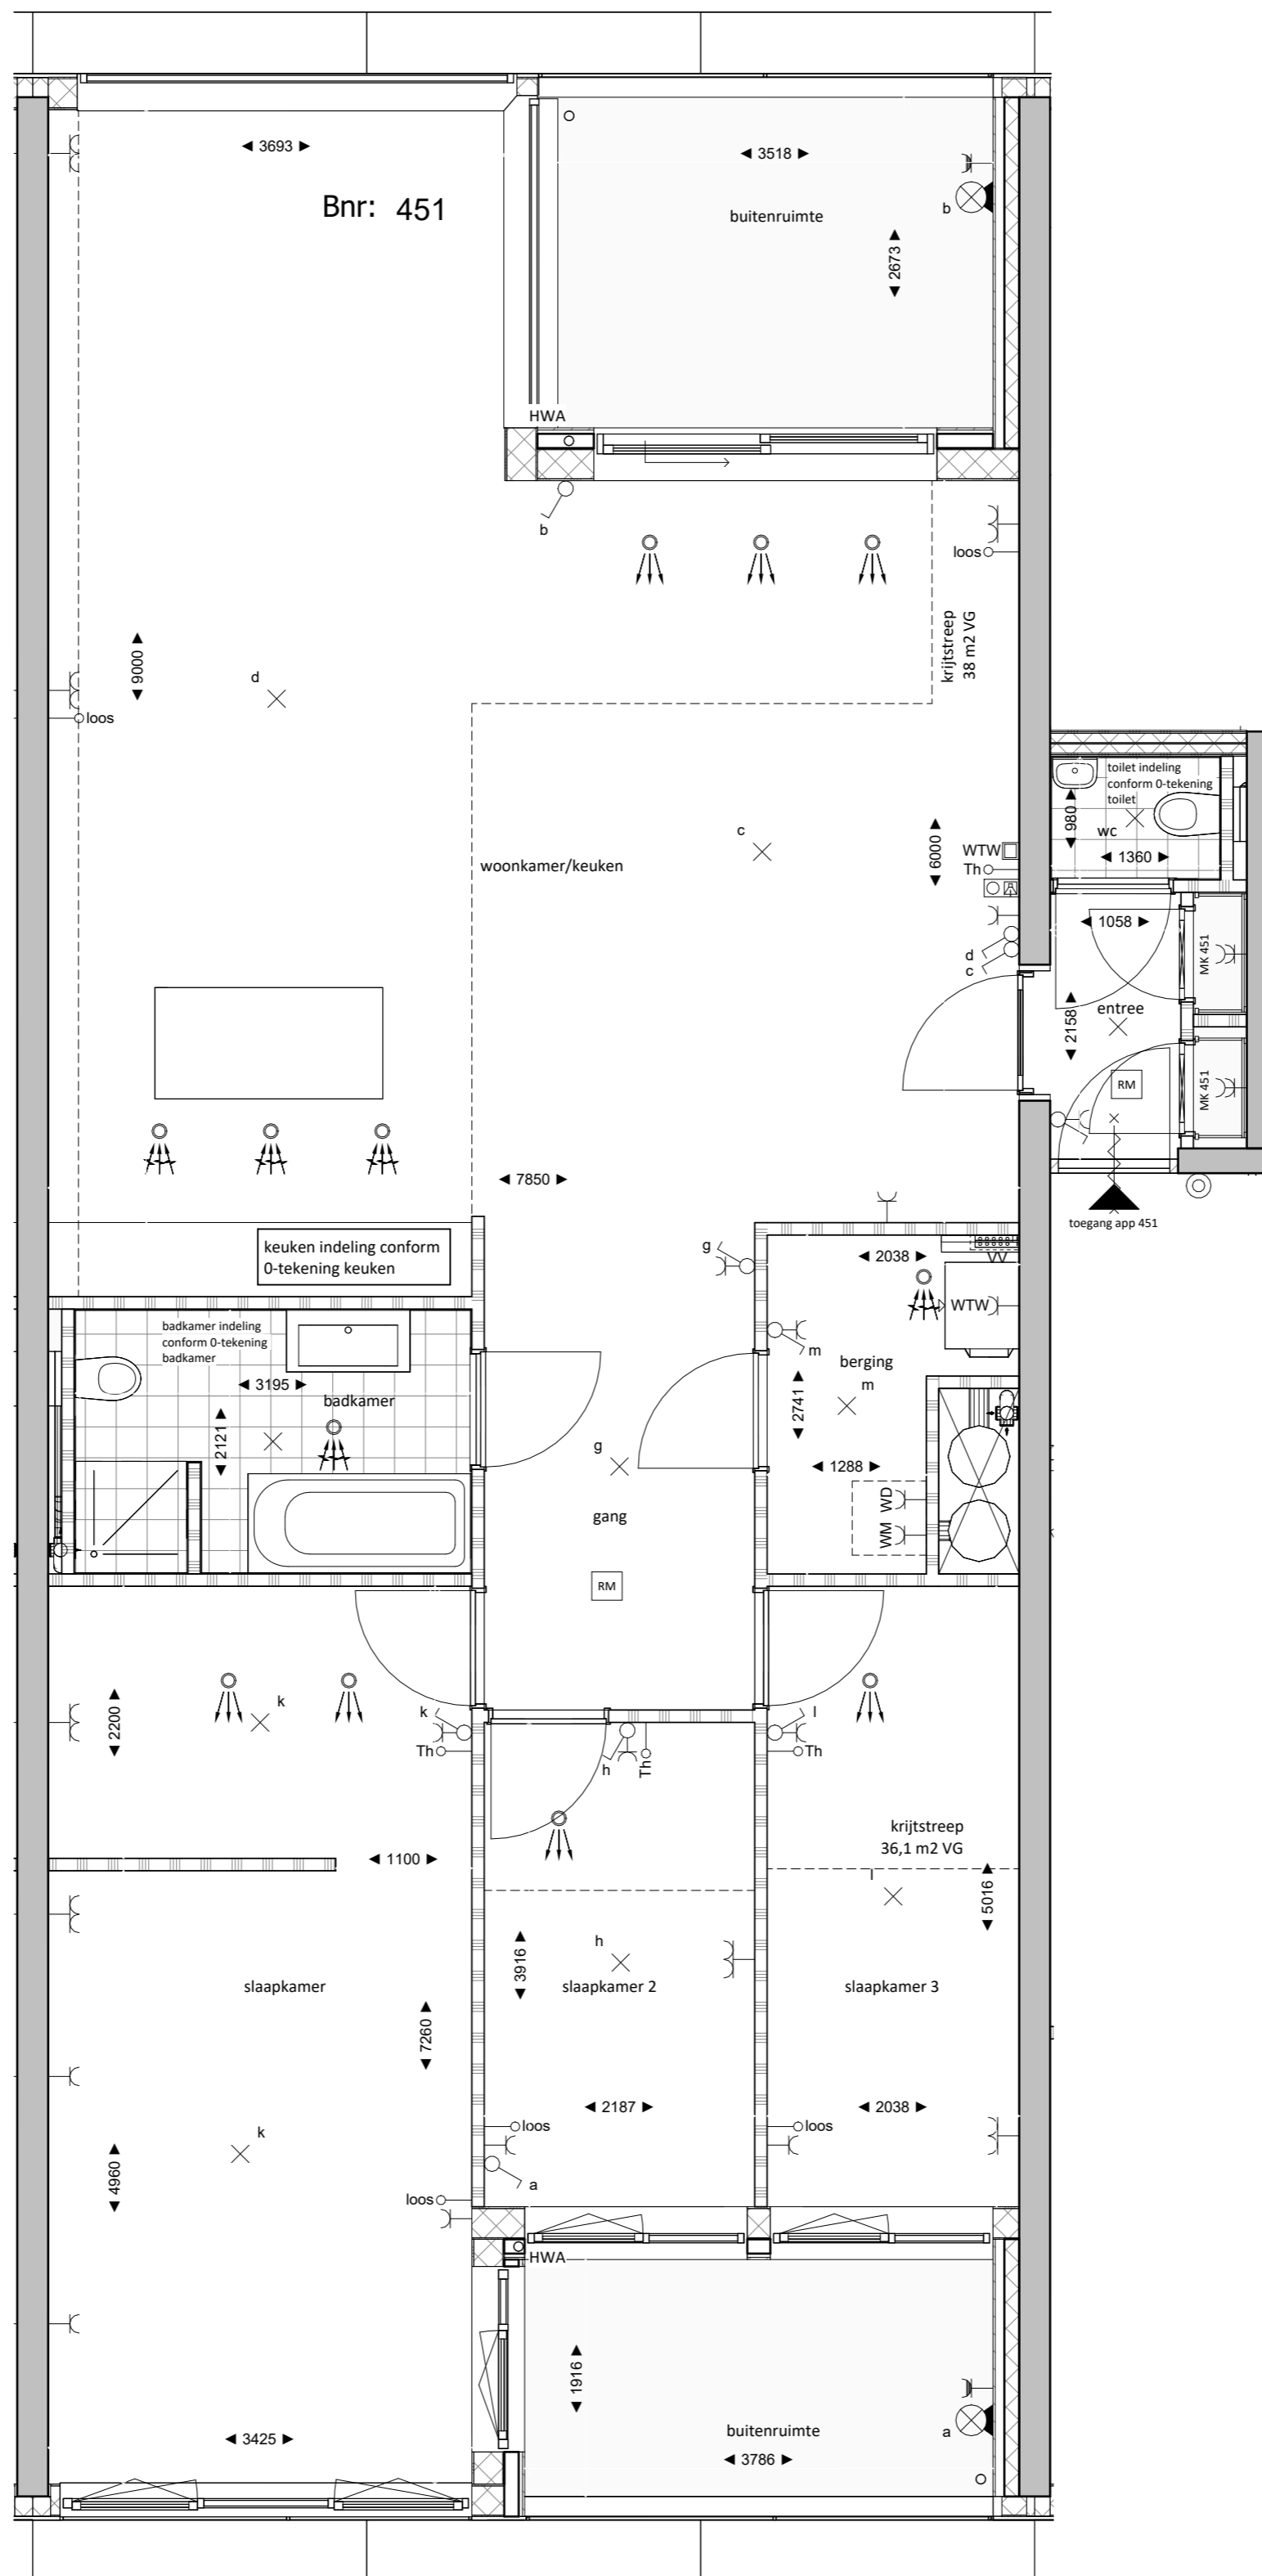 ◄ 3693 ►
◄ 3518 ►
Bnr: 451
b
buitenruimte
◄ 2673 ►
HWA
b
loos
krijtstreep
38 m2 VG
◄ 9000 ►
d
loos
toilet indeling
conform 0-tekening
toilet
◄ 980 ►
wc
◄ 1360 ►
c
woonkamer/keuken
◄ 6000 ►
WTW
Th
d
c
◄ 1058 ►
MK 451
entree
◄ 2158 ►
RM
MK 451
toegang app 451
◄ 7850 ►
keuken indeling conform
0-tekening keuken
g
◄ 2038 ►
VV
WTW
m
berging
m
badkamer indeling
conform 0-tekening
badkamer
◄ 3195 ►
badkamer
◄ 2121 ►
◄ 2741 ►
g
◄ 1288 ►
WM WD
gang
RM
k
◄ 2200 ►
k
Th
h
Th
l
Th
krijtstreep
36,1 m2 VG
◄ 1100 ►
l
◄ 5016 ►
h
◄ 3916 ►
slaapkamer
slaapkamer 2
slaapkamer 3
◄ 7260 ►
◄ 2187 ►
◄ 2038 ►
loos
loos
k
◄ 4960 ►
a
loos
HWA
◄ 1916 ►
buitenruimte
a
◄ 3425 ►
◄ 3786 ►